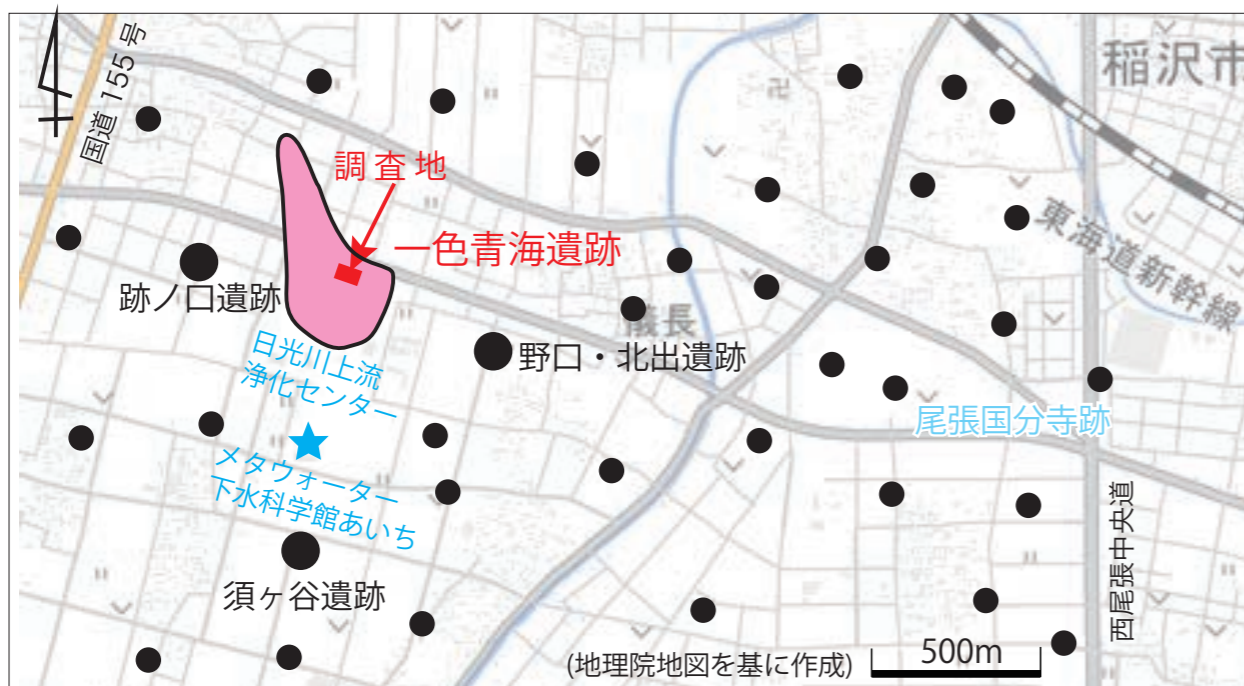 国道 155 号
稲沢市
調 査 地
一色青海遺跡
東海道新幹線
跡ノ口遺跡
儀長
日光川上流
浄化センター
野口・北出遺跡
尾張国分寺跡
メタウォーター
下水科学館あいち
西尾張中央道
須ヶ谷遺跡
(地理院地図を基に作成)
500m